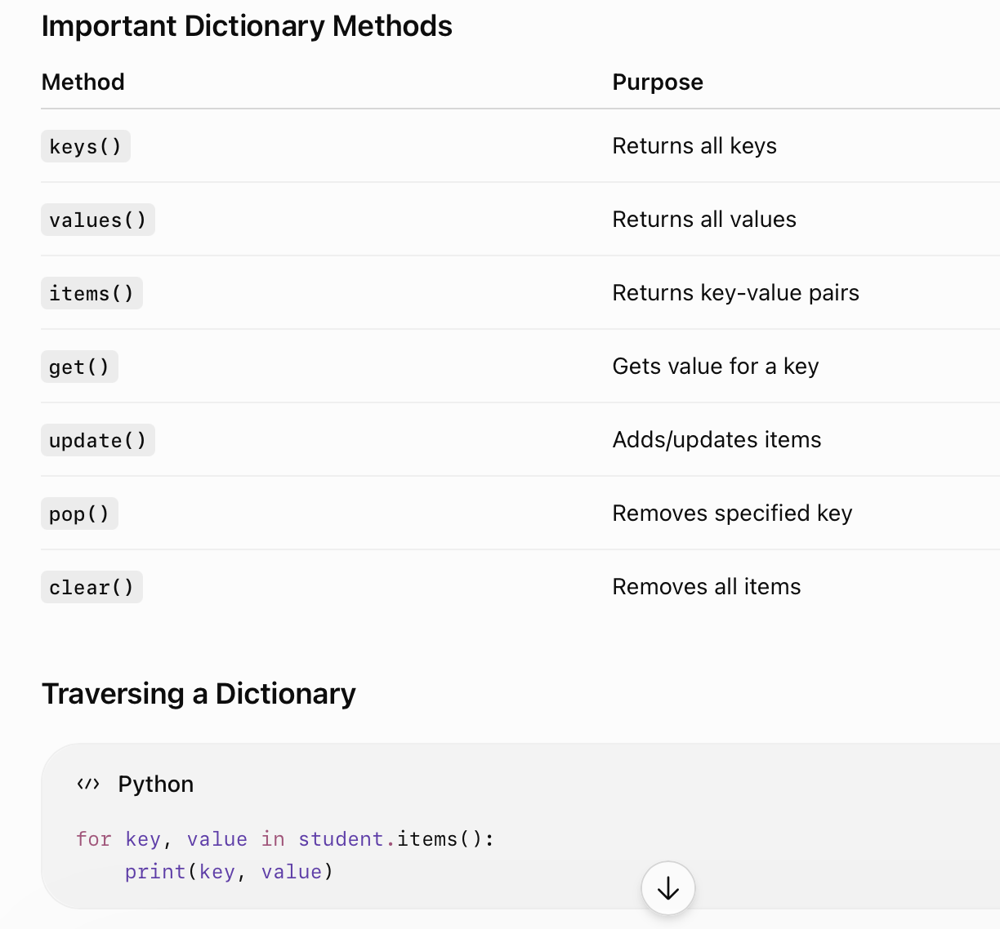 Important Dictionary Methods
Method Purpose
keys() Returns all keys
values() Returns all values
items() Returns key-value pairs
get() Gets value for a key
update() Adds/updates items
pop() Removes specified key
clear() Removes all items
Traversing a Dictionary
</> Python
for key, value in student.items():
    print(key, value)